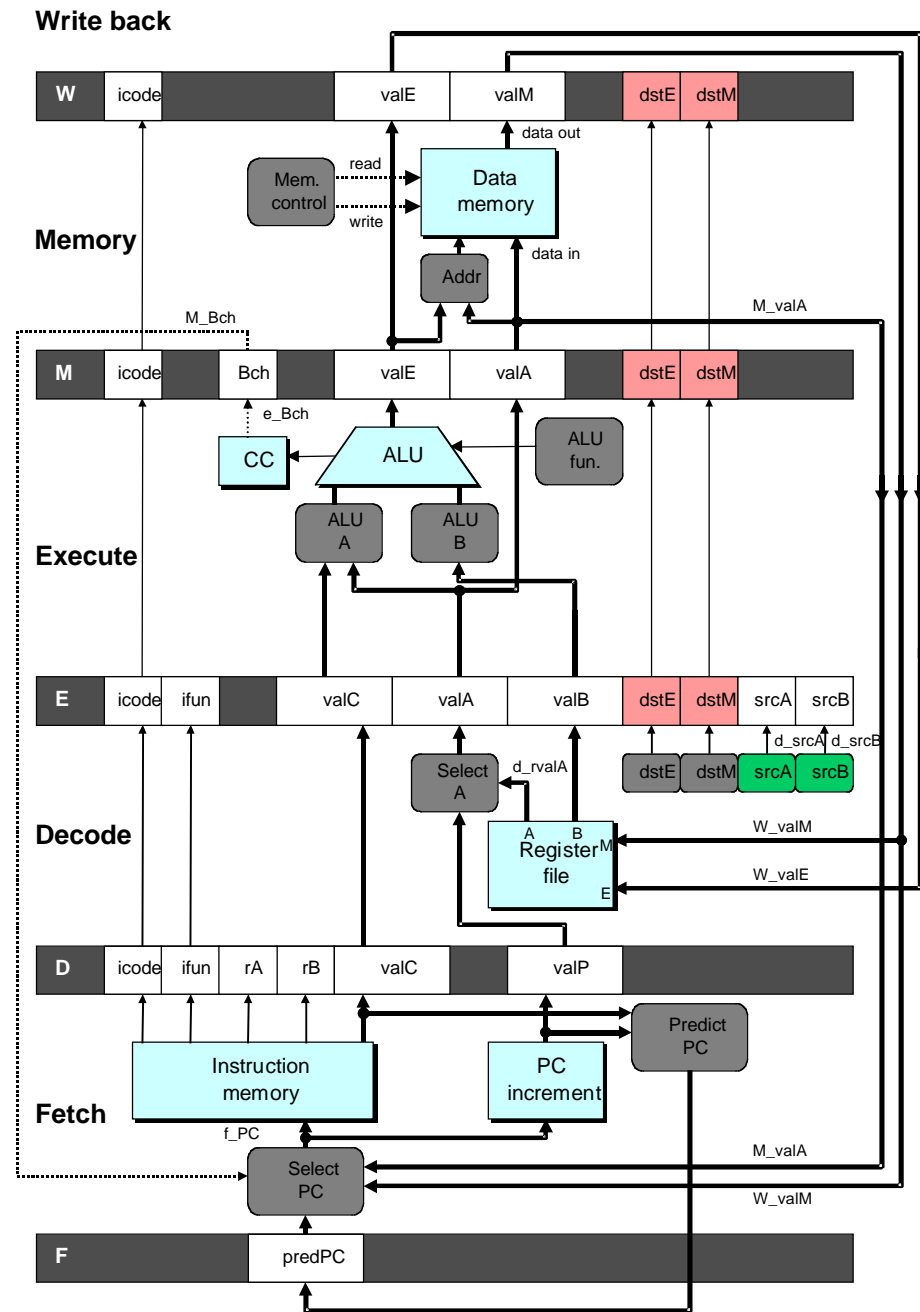 Write back
W
icode
valE
valM
dstE
dstM
data out
read
Mem.
control
Data
memory
write
Memory
data in
Addr
M_Bch
M_valA
M
icode
Bch
valE
valA
dstE
dstM
e_Bch
CC
ALU
ALU
fun.
ALU
A
ALU
B
Execute
E
icode
ifun
valC
valA
valB
dstE
dstM
srcA
srcB
d_srcA
d_srcB
Select
A
d_rvalA
dstE
dstM
srcA
srcB
Decode
A
B
W_valM
Register
file
M
E
W_valE
D
icode
ifun
rA
rB
valC
valP
Predict
PC
Instruction
memory
PC
increment
Fetch
f_PC
Select
PC
M_valA
W_valM
F
predPC